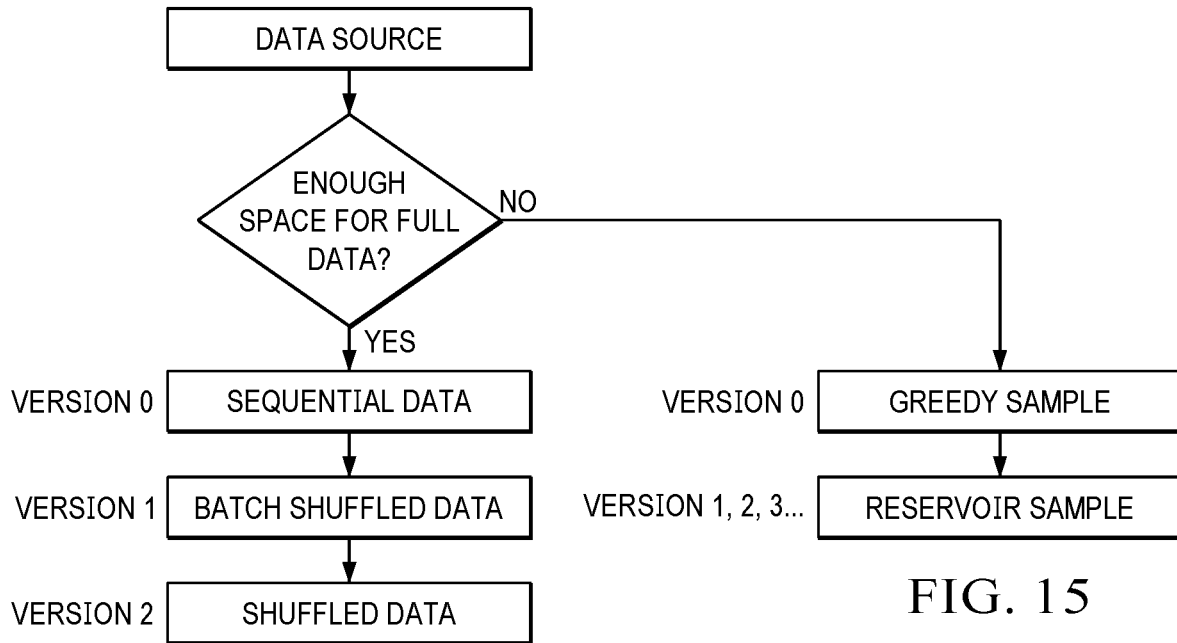 DATA SOURCE
ENOUGH
SPACE FOR FULL
DATA?
NO
YES
VERSION 0
SEQUENTIAL DATA
VERSION 0
GREEDY SAMPLE
VERSION 1
BATCH SHUFFLED DATA
VERSION 1, 2, 3...
RESERVOIR SAMPLE
VERSION 2
SHUFFLED DATA
FIG. 15